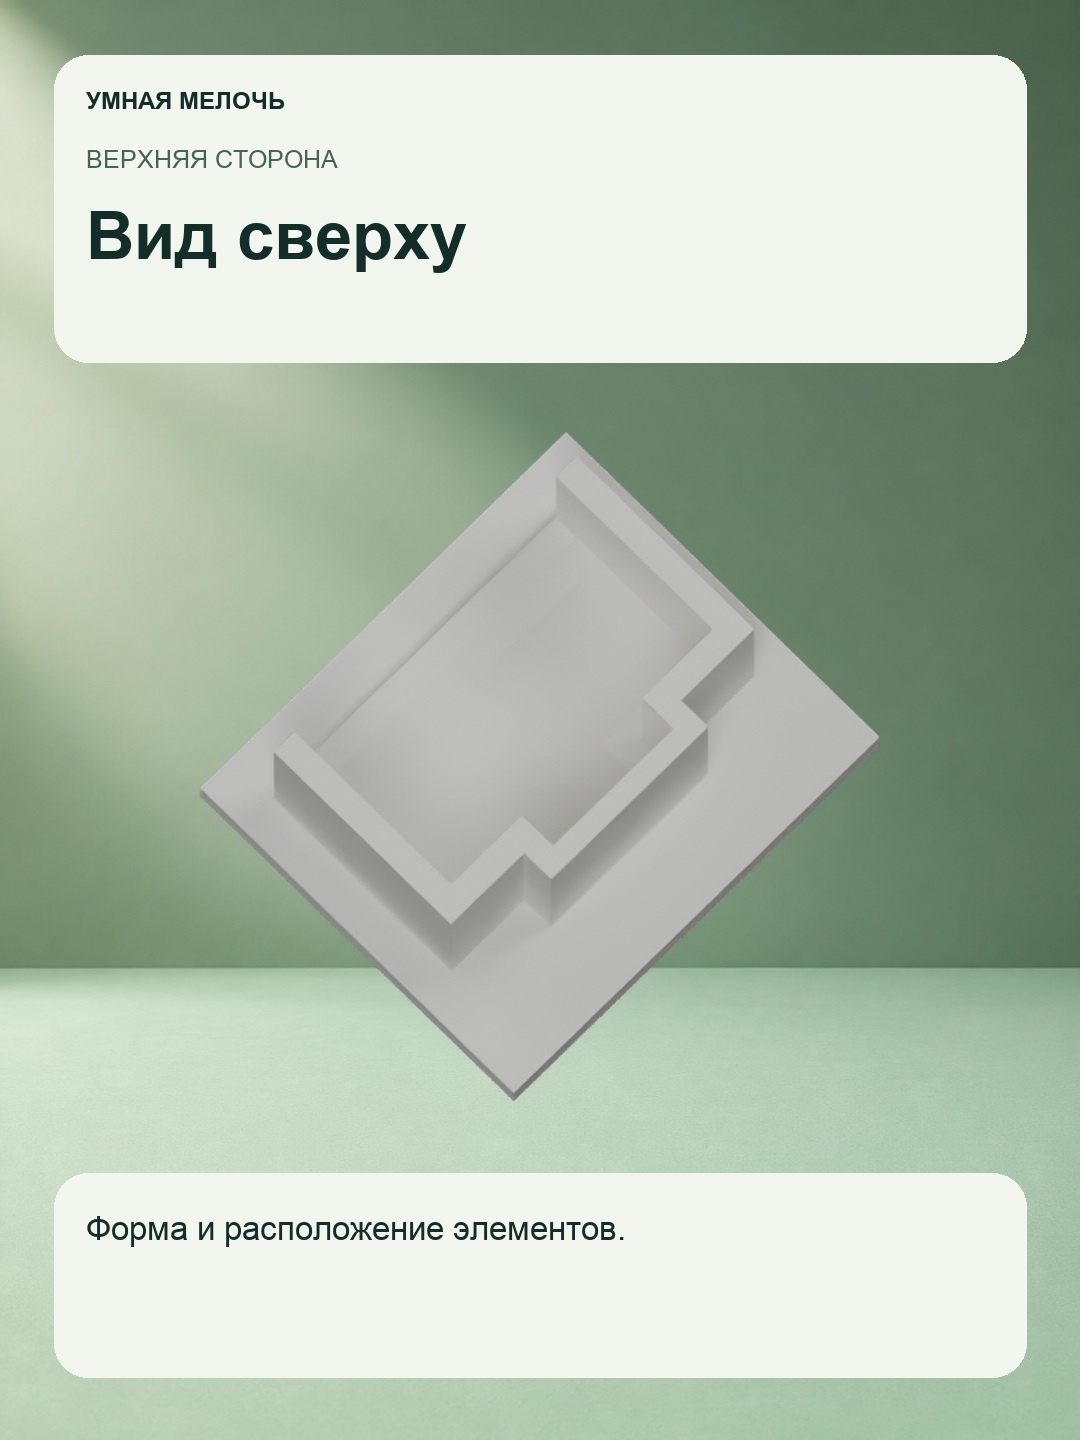 УМНАЯ МЕЛОЧЬ
ВЕРХНЯЯ СТОРОНА
Вид сверху
Форма и расположение элементов.